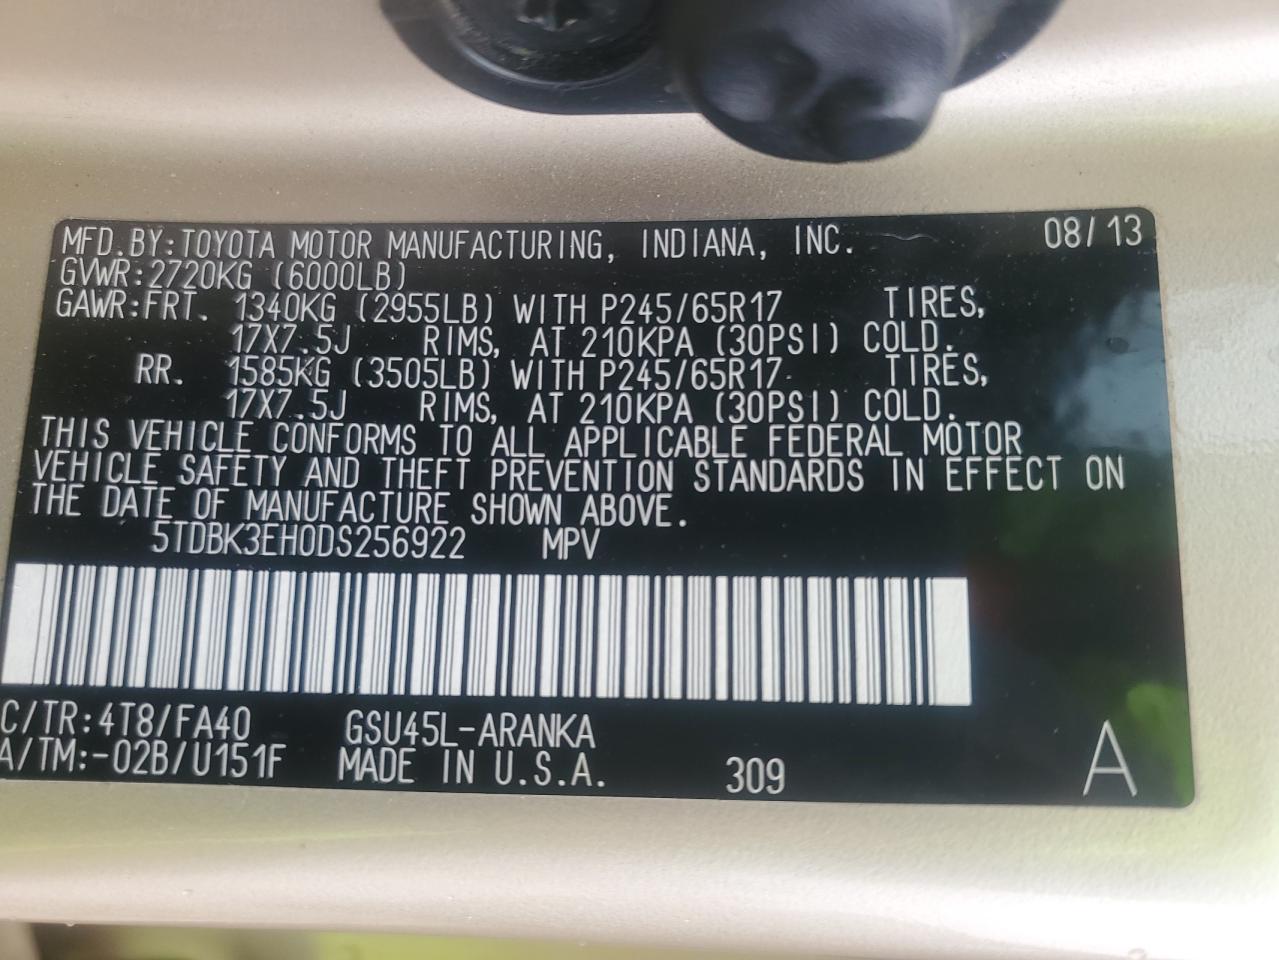 MFD.BY:TOYOTA MOTOR MANUFACTURING, INDIANA, INC. 08/13
GVWR:2720KG (6000LB)
GAWR:FRT. 1340KG (2955LB) WITH P245/65R17 TIRES,
17X7.5J RIMS, AT 210KPA (30PSI) COLD.
RR. 1585KG (3505LB) WITH P245/65R17 TIRES,
17X7.5J RIMS, AT 210KPA (30PSI) COLD.
THIS VEHICLE CONFORMS TO ALL APPLICABLE FEDERAL MOTOR
VEHICLE SAFETY AND THEFT PREVENTION STANDARDS IN EFFECT ON
THE DATE OF MANUFACTURE SHOWN ABOVE.
5TDBK3EH0DS256922 MPV
C/TR:4T8/FA40 GSU45L-ARANKA
A/TM:-02B/U151F MADE IN U.S.A. 309 A